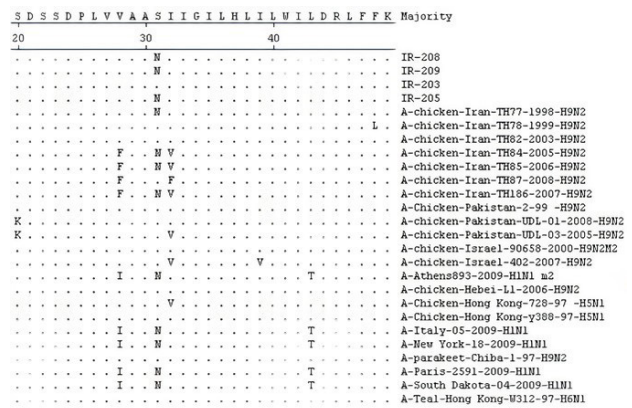 S D S S D P L V V A A S I I G I L H L I L W I L D R L F F K Majority
20 30 40
. . . . . . . . . . . N . . . . . . . . . . . . . . . . . . IR-208
. . . . . . . . . . . N . . . . . . . . . . . . . . . . . . IR-209
. . . . . . . . . . . . . . . . . . . . . . . . . . . . . . IR-203
. . . . . . . . . . . N . . . . . . . . . . . . . . . . . . IR-205
. . . . . . . . . . . N . . . . . . . . . . . . . . . . . . A-chicken-Iran-TH77-1998-H9N2
. . . . . . . . . . . . . . . . . . . . . . . . . . . . L . A-chicken-Iran-TH78-1999-H9N2
. . . . . . . . . . . . . . . . . . . . . . . . . . . . . . A-chicken-Iran-TH82-2003-H9N2
. . . . . . . . F . . N V . . . . . . . . . . . . . . . . . A-chicken-Iran-TH84-2005-H9N2
. . . . . . . . F . . N V . . . . . . . . . . . . . . . . . A-chicken-Iran-TH85-2006-H9N2
. . . . . . . . F . . . F . . . . . . . . . . . . . . . . . A-chicken-Iran-TH87-2008-H9N2
. . . . . . . . F . . N V . . . . . . . . . . . . . . . . . A-chicken-Iran-TH186-2007-H9N2
. . . . . . . . . . . . . . . . . . . . . . . . . . . . . . A-Chicken-Pakistan-2-99 -H9N2
K . . . . . . . . . . . . . . . . . . . . . . . . . . . . . A-chicken-Pakistan-UDL-01-2008-H9N2
K . . . . . . . . . . . V . . . . . . . . . . . . . . . . . A-chicken-Pakistan-UDL-03-2005-H9N2
. . . . . . . . . . . . . . . . . . . . . . . . . . . . . . A-chicken-Israel-90658-2000-H9N2M2
. . . . . . . . . . . . V . . . . . . V . . . . . . . . . . A-chicken-Israel-402-2007-H9N2
. . . . . . . . I . . N . . . . . . . . . . . T . . . . . . A-Athens893-2009-H1N1 m2
. . . . . . . . . . . . . . . . . . . . . . . . . . . . . . A-chicken-Hebei-L1-2006-H9N2
. . . . . . . . . . . . V . . . . . . . . . . . . . . . . . A-Chicken-Hong Kong-728-97 -H5N1
. . . . . . . . . . . . . . . . . . . . . . . . . . . . . . A-Chicken-Hong Kong-y388-97-H5N1
. . . . . . . . I . . N . . . . . . . . . . . T . . . . . . A-Italy-05-2009-H1N1
. . . . . . . . I . . N . . . . . . . . . . . T . . . . . . A-New York-18-2009-H1N1
. . . . . . . . . . . . . . . . . . . . . . . . . . . . . . A-parakeet-Chiba-1-97-H9N2
. . . . . . . . I . . N . . . . . . . . . . . T . . . . . . A-Paris-2591-2009-H1N1
. . . . . . . . I . . N . . . . . . . . . . . T . . . . . . A-South Dakota-04-2009-H1N1
. . . . . . . . . . . . . . . . . . . . . . . . . . . . . . A-Teal-Hong Kong-W312-97-H6N1